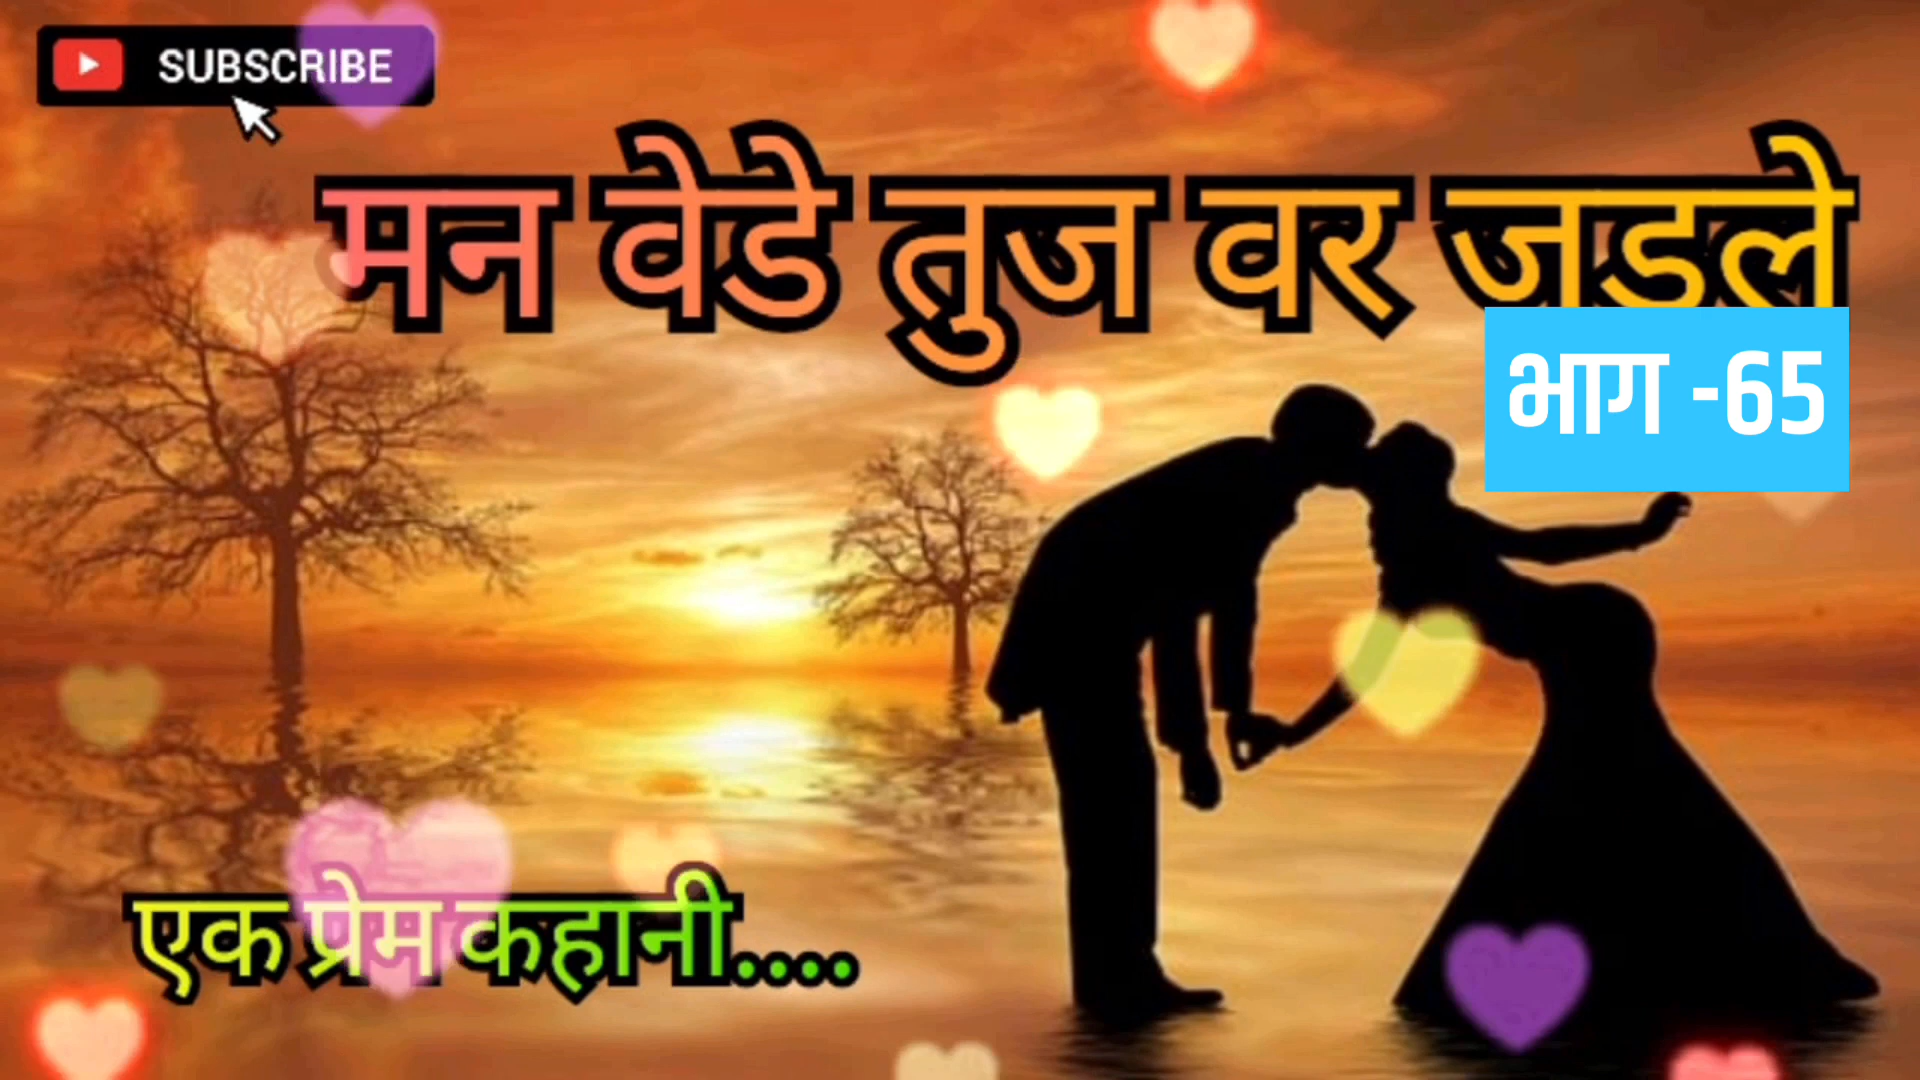 SUBSCRIBE
मन वेडे तुज वर जडले
भाग -65
एक प्रेम कहानी....